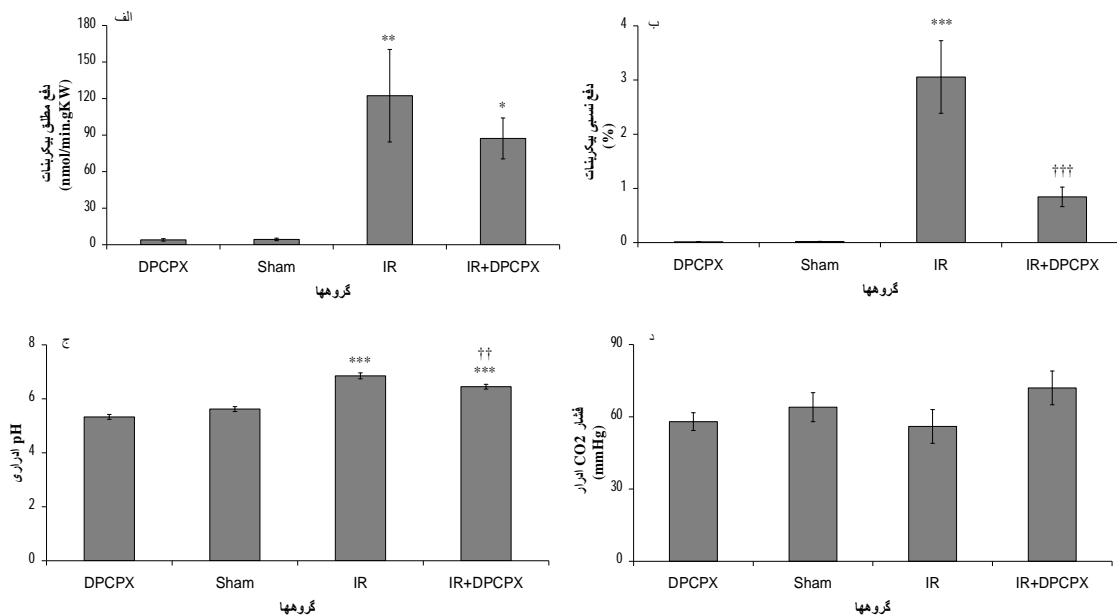 الف
180
150
120
90
60
30
0
دفع مطلق بیکربنات
(nmol/min.gKW)
**
*
DPCPX Sham IR IR+DPCPX
گروهها
ب
4
3
2
1
0
دفع نسبی بیکربنات
(%)
***
†††
DPCPX Sham IR IR+DPCPX
گروهها
ج
8
6
4
2
0
pH ادراری
***
††
***
DPCPX Sham IR IR+DPCPX
گروهها
د
90
60
30
0
فشار CO2 ادرار
(mmHg)
DPCPX Sham IR IR+DPCPX
گروهها